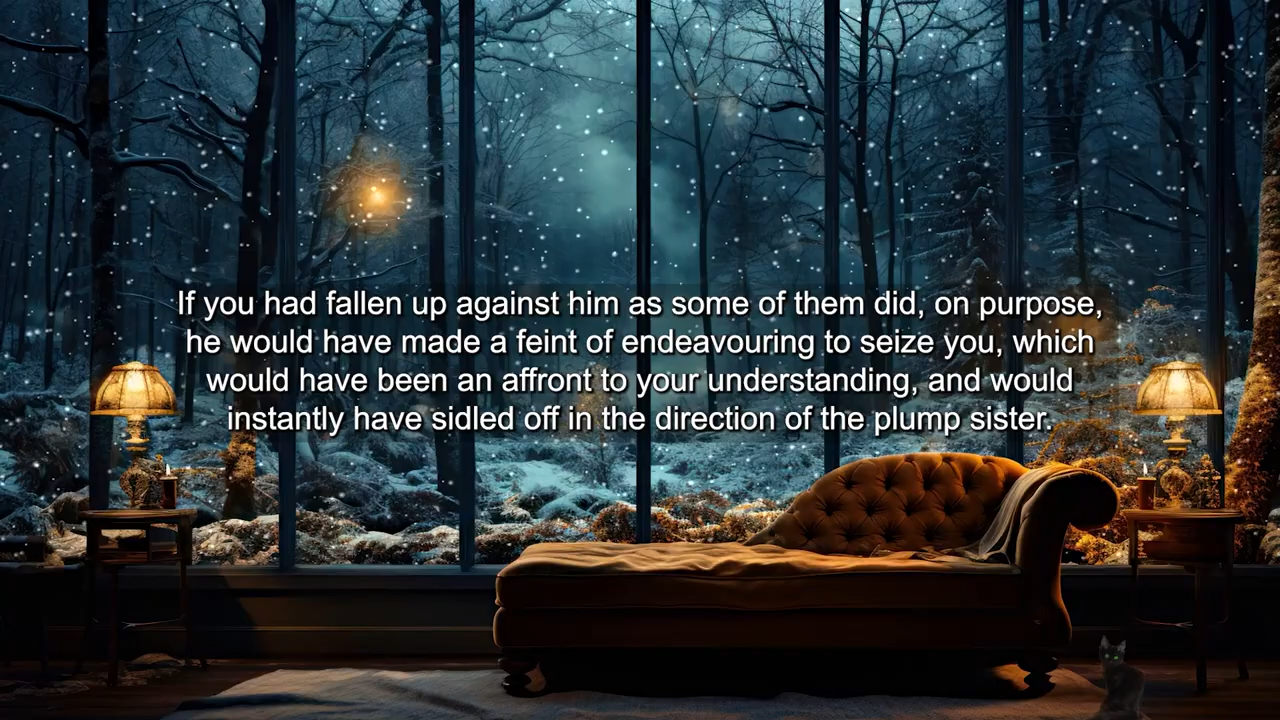 If you had fallen up against him as some of them did, on purpose,
he would have made a feint of endeavouring to seize you, which
would have been an affront to your understanding, and would
instantly have sidled off in the direction of the plump sister.